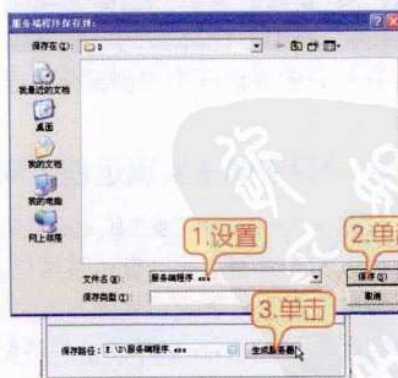 服务端程序保存到:
保存在(I):
D
我最近的文档
桌面
我的文档
我的电脑
网上邻居
1.设置
2.单
文件名(N):
服务端程序.exe
保存(S)
保存类型(T):
取消
3.单击
保存路径:
E:\D\服务端程序.exe
生成服务器